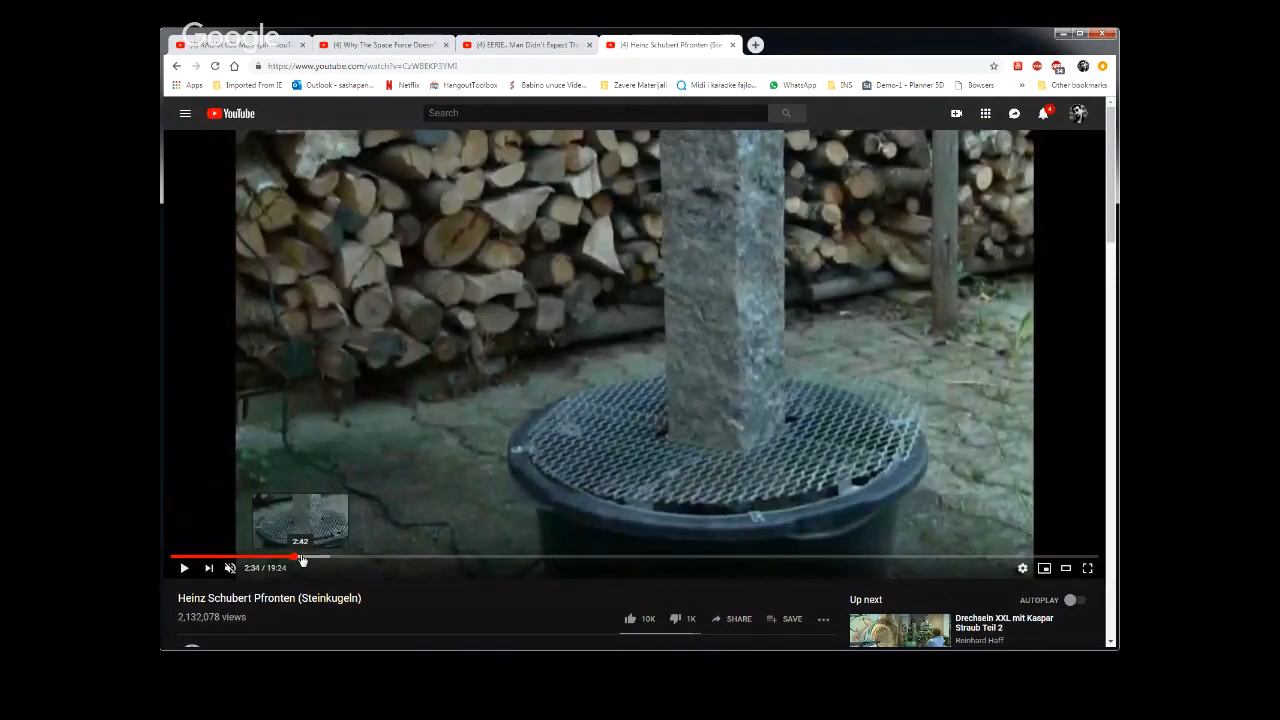 Google
(4) Why The Space Force Doesn'
(4) EERIE.. Man Didn't Expect Th
(4) Heinz Schubert Pfronten (Ste
https://www.youtube.com/watch?v=CzWBEKP3YMI
Apps Imported From IE Outlook - sashapan... Netflix HangoutToolbox Babino unuce Vide... Zavere Materijali Midi i karaoke fajlo... WhatsApp INS Demo-1 - Planner 5D Bowsers Other bookmarks
YouTube Search 4
2:42
2:34 / 19:24
Heinz Schubert Pfronten (Steinkugeln)
2,132,078 views
10K 1K SHARE SAVE
Up next AUTOPLAY
Drechseln XXL mit Kaspar
Straub Teil 2
Reinhard Haff